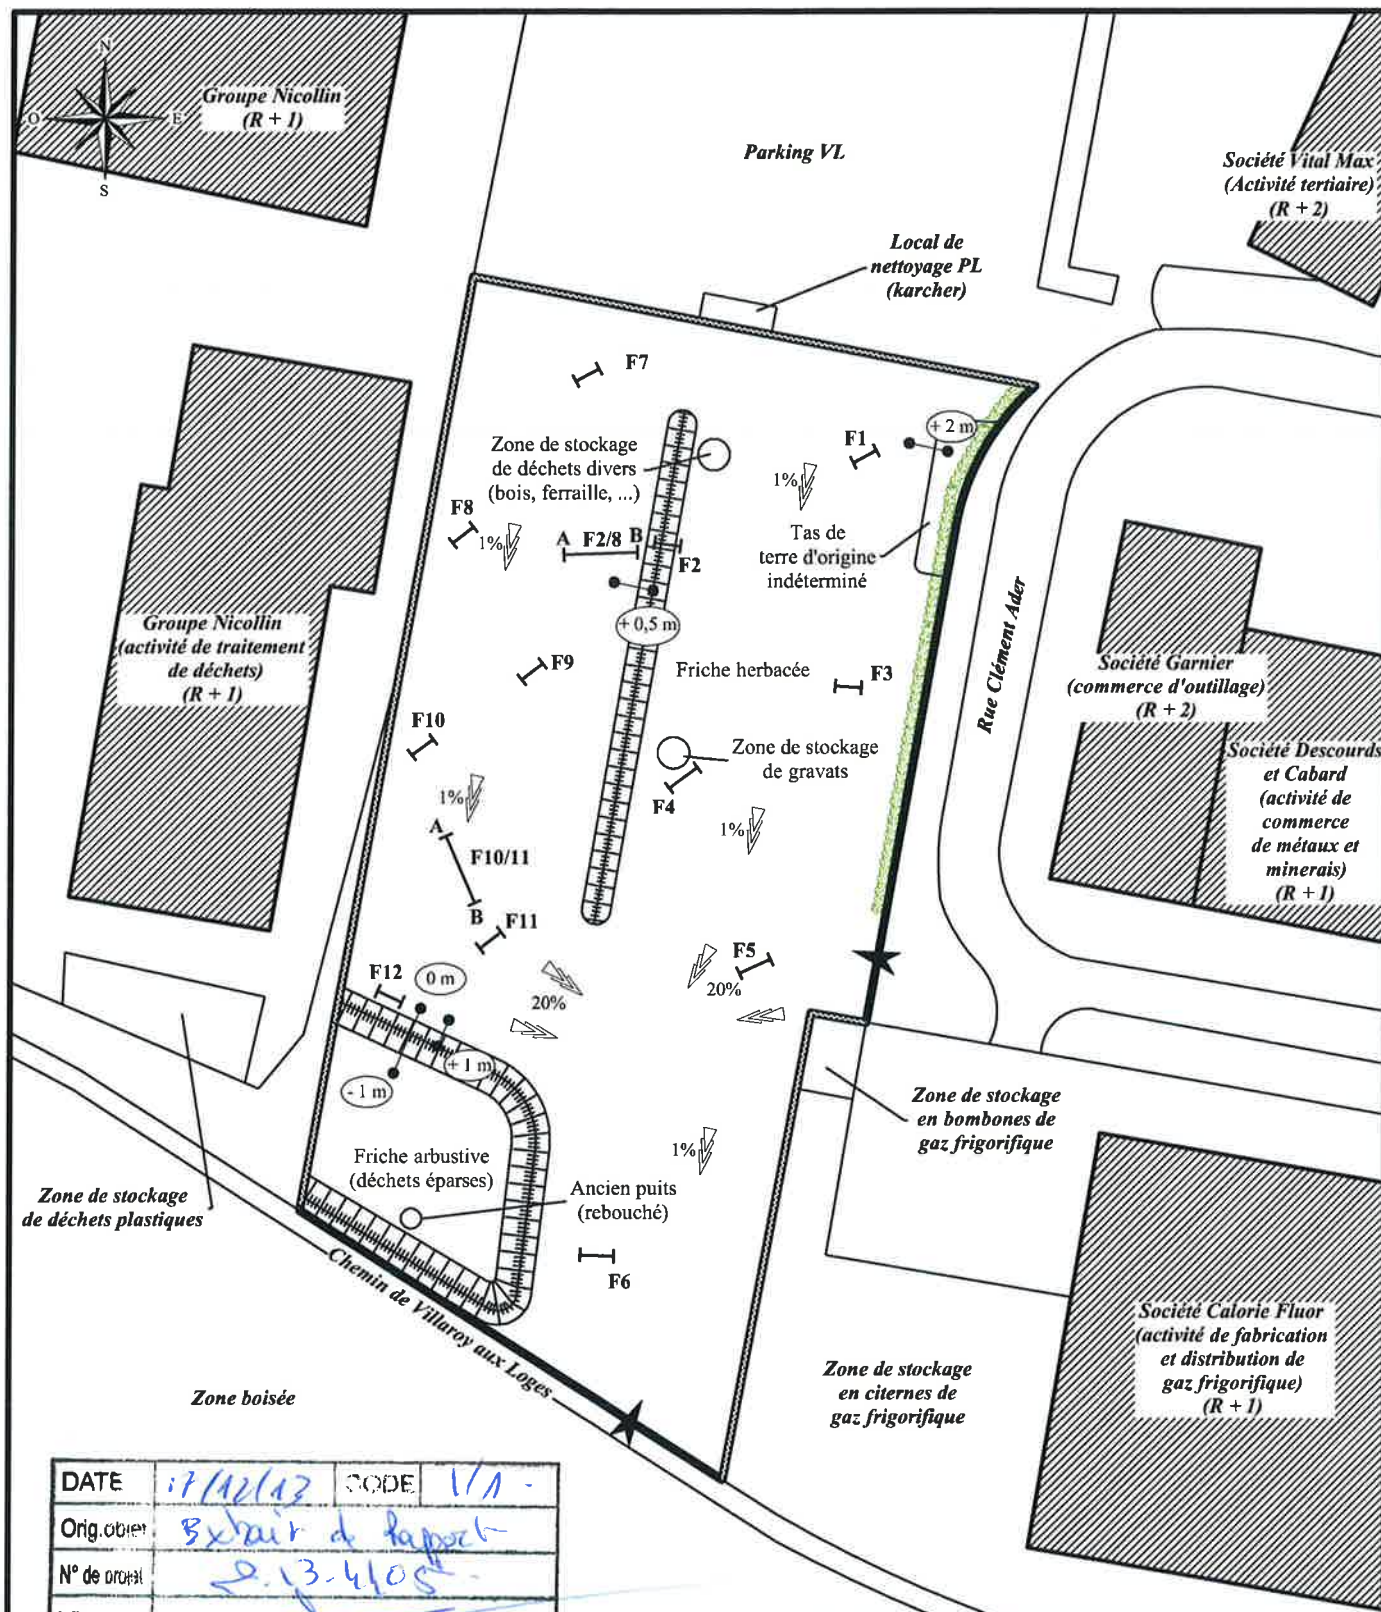 N
O
E
S
Groupe Nicollin
(R + 1)
Parking VL
Société Vital Max
(Activité tertiaire)
(R + 2)
Local de
nettoyage PL
(karcher)
F7
Zone de stockage
de déchets divers
(bois, ferraille, ...)
F1
+ 2 m
1%
F8
1%
A F2/8 B
F2
Tas de
terre d'origine
indéterminé
+ 0,5 m
Rue Clément Ader
Groupe Nicollin
(activité de traitement
de déchets)
(R + 1)
F9
Friche herbacée
F3
Société Garnier
(commerce d'outillage)
(R + 2)
F10
Zone de stockage
de gravats
F4
Société Descourds
et Cabard
(activité de
commerce
de métaux et
minerais)
(R + 1)
1%
A
F10/11
B
1%
F11
F5
F12
0 m
20%
20%
+ 1 m
- 1 m
Zone de stockage
en bombones de
gaz frigorifique
1%
Friche arbustive
(déchets éparses)
Ancien puits
(rebouché)
Zone de stockage
de déchets plastiques
F6
Chemin de Villaroy aux Loges
Société Calorie Fluor
(activité de fabrication
et distribution de
gaz frigorifique)
(R + 1)
Zone de stockage
en citernes de
gaz frigorifique
Zone boisée
DATE 17/12/13 CODE 1/1
Orig.objet Extrait de Rapport
N° de projet